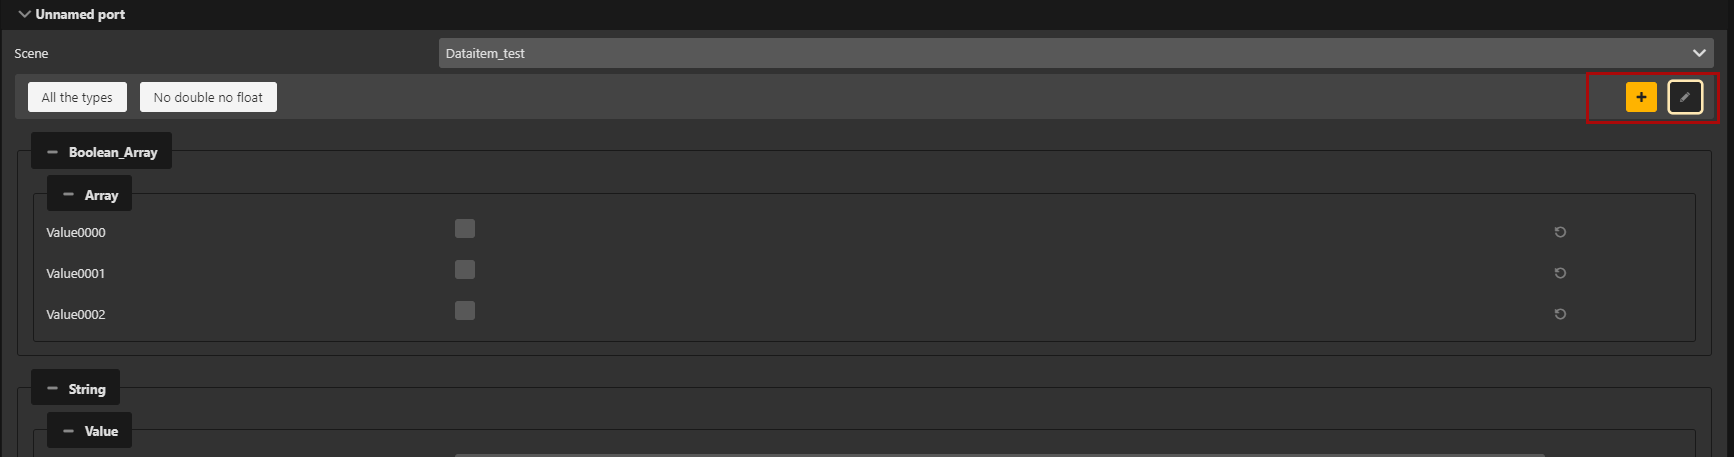 Unnamed port
Scene Dataitem_test
All the types No double no float +
Boolean_Array
Array
Value0000
Value0001
Value0002
String
Value